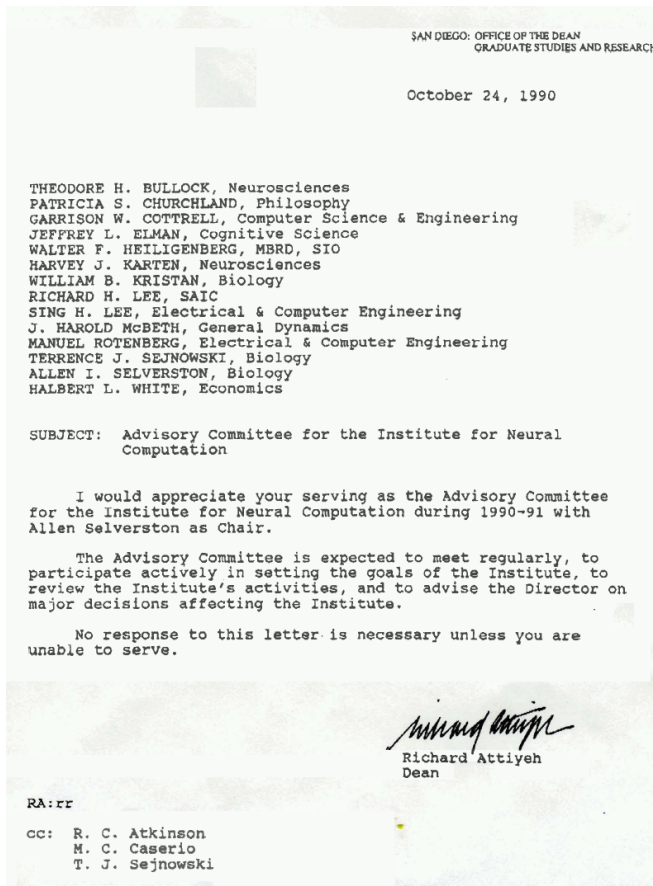 SAN DIEGO: OFFICE OF THE DEAN
GRADUATE STUDIES AND RESEARCH
October 24, 1990
THEODORE H. BULLOCK, Neurosciences
PATRICIA S. CHURCHLAND, Philosophy
GARRISON W. COTTRELL, Computer Science & Engineering
JEFFREY L. ELMAN, Cognitive Science
WALTER F. HEILIGENBERG, MBRD, SIO
HARVEY J. KARTEN, Neurosciences
WILLIAM B. KRISTAN, Biology
RICHARD H. LEE, SAIC
SING H. LEE, Electrical & Computer Engineering
J. HAROLD McBETH, General Dynamics
MANUEL ROTENBERG, Electrical & Computer Engineering
TERRENCE J. SEJNOWSKI, Biology
ALLEN I. SELVERSTON, Biology
HALBERT L. WHITE, Economics
SUBJECT: Advisory Committee for the Institute for Neural
Computation
I would appreciate your serving as the Advisory Committee
for the Institute for Neural Computation during 1990-91 with
Allen Selverston as Chair.
The Advisory Committee is expected to meet regularly, to
participate actively in setting the goals of the Institute, to
review the Institute's activities, and to advise the Director on
major decisions affecting the Institute.
No response to this letter is necessary unless you are
unable to serve.
Richard Attiyeh
Richard Attiyeh
Dean
RA:rr
cc: R. C. Atkinson
M. C. Caserio
T. J. Sejnowski